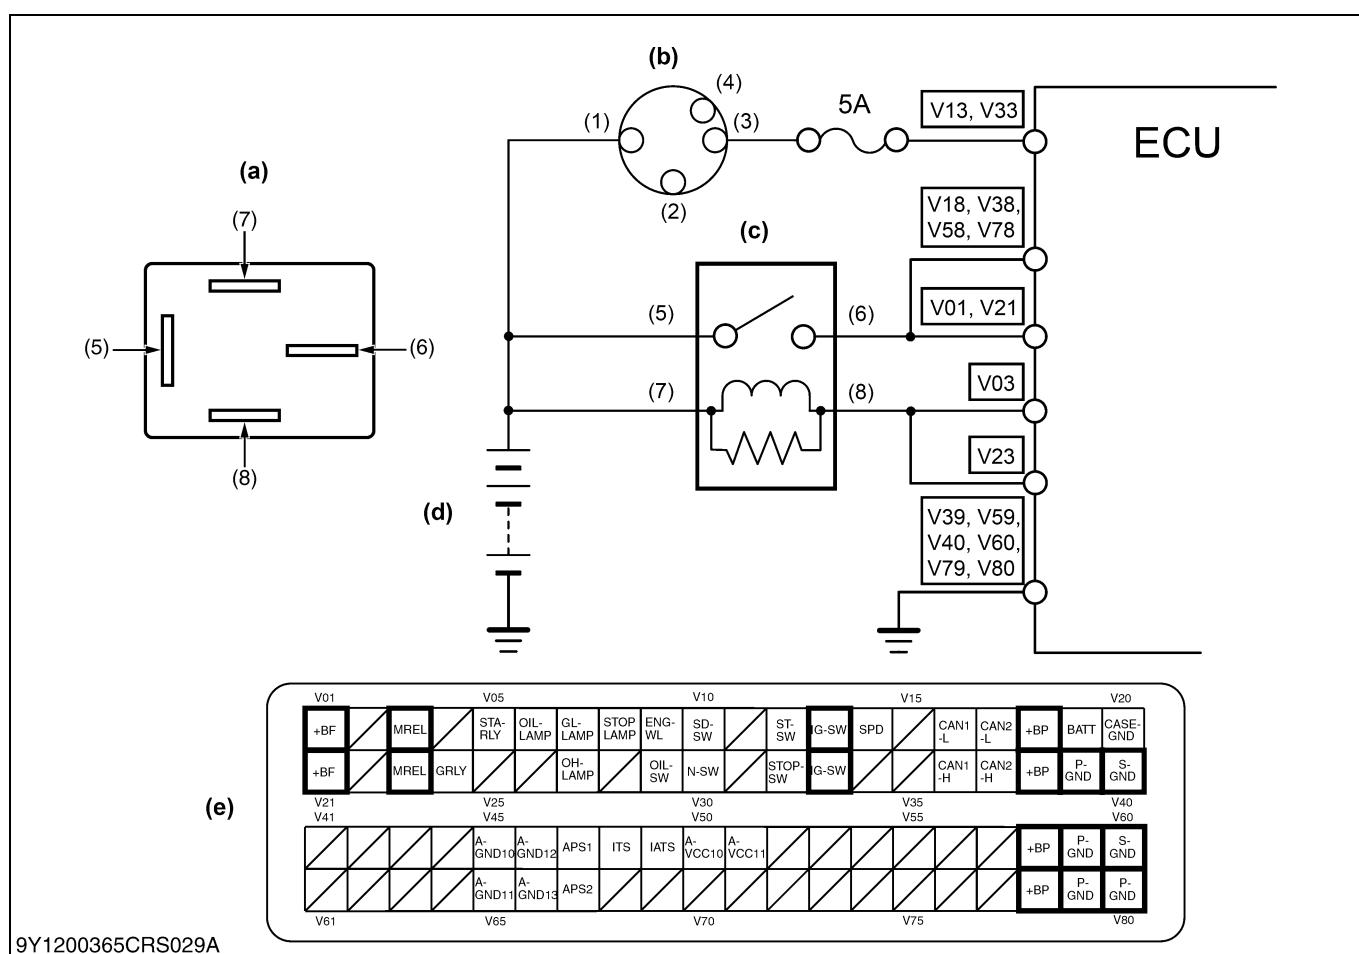 (b)
(4)
(1)
(3)
5A
V13, V33
ECU
(a)
(7)
(2)
V18, V38,
V58, V78
(c)
(5)
(6)
V01, V21
(5)
(6)
V03
(7)
(8)
V23
(8)
(d)
V39, V59,
V40, V60,
V79, V80
V01 V05 V10 V15 V20
+BF MREL STA-RLY OIL-LAMP GL-LAMP STOP LAMP ENG-WL SD-SW ST-SW IG-SW SPD CAN1-L CAN2-L +BP BATT CASE-GND
+BF MREL GRLY OH-LAMP OIL-SW N-SW STOP-SW IG-SW CAN1-H CAN2-H +BP P-GND S-GND
V21 V25 V30 V35 V40
(e)
V41 V45 V50 V55 V60
A-GND10 A-GND12 APS1 ITS IATS A-VCC10 A-VCC11 +BP P-GND S-GND
A-GND11 A-GND13 APS2 +BP P-GND P-GND
V61 V65 V70 V75 V80
9Y1200365CRS029A